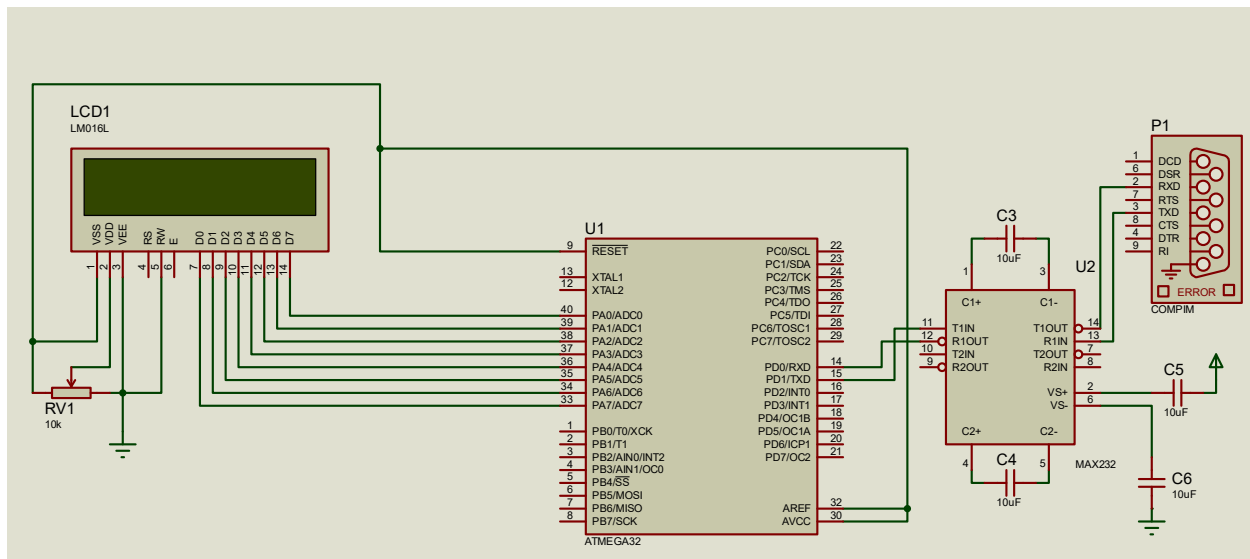 LCD1
LM016L
VSS
VDD
VEE
RS
RW
E
D0
D1
D2
D3
D4
D5
D6
D7
1
2
3
4
5
6
7
8
9
10
11
12
13
14
RV1
10k
U1
9 RESET PC0/SCL 22
PC1/SDA 23
13 XTAL1 PC2/TCK 24
12 XTAL2 PC3/TMS 25
PC4/TDO 26
40 PA0/ADC0 PC5/TDI 27
39 PA1/ADC1 PC6/TOSC1 28
38 PA2/ADC2 PC7/TOSC2 29
37 PA3/ADC3
36 PA4/ADC4 PD0/RXD 14
35 PA5/ADC5 PD1/TXD 15
34 PA6/ADC6 PD2/INT0 16
33 PA7/ADC7 PD3/INT1 17
PD4/OC1B 18
1 PB0/T0/XCK PD5/OC1A 19
2 PB1/T1 PD6/ICP1 20
3 PB2/AIN0/INT2 PD7/OC2 21
4 PB3/AIN1/OC0
5 PB4/SS
6 PB5/MOSI
7 PB6/MISO AREF 32
8 PB7/SCK AVCC 30
ATMEGA32
C3
10uF
U2
1 3
C1+ C1-
11 T1IN T1OUT 14
12 R1OUT R1IN 13
10 T2IN T2OUT 7
9 R2OUT R2IN 8
VS+ 2
VS- 6
C2+ C2-
4 5
MAX232
C4
10uF
C5
10uF
C6
10uF
P1
1 DCD
6 DSR
2 RXD
7 RTS
3 TXD
8 CTS
4 DTR
9 RI
ERROR
COMPIM